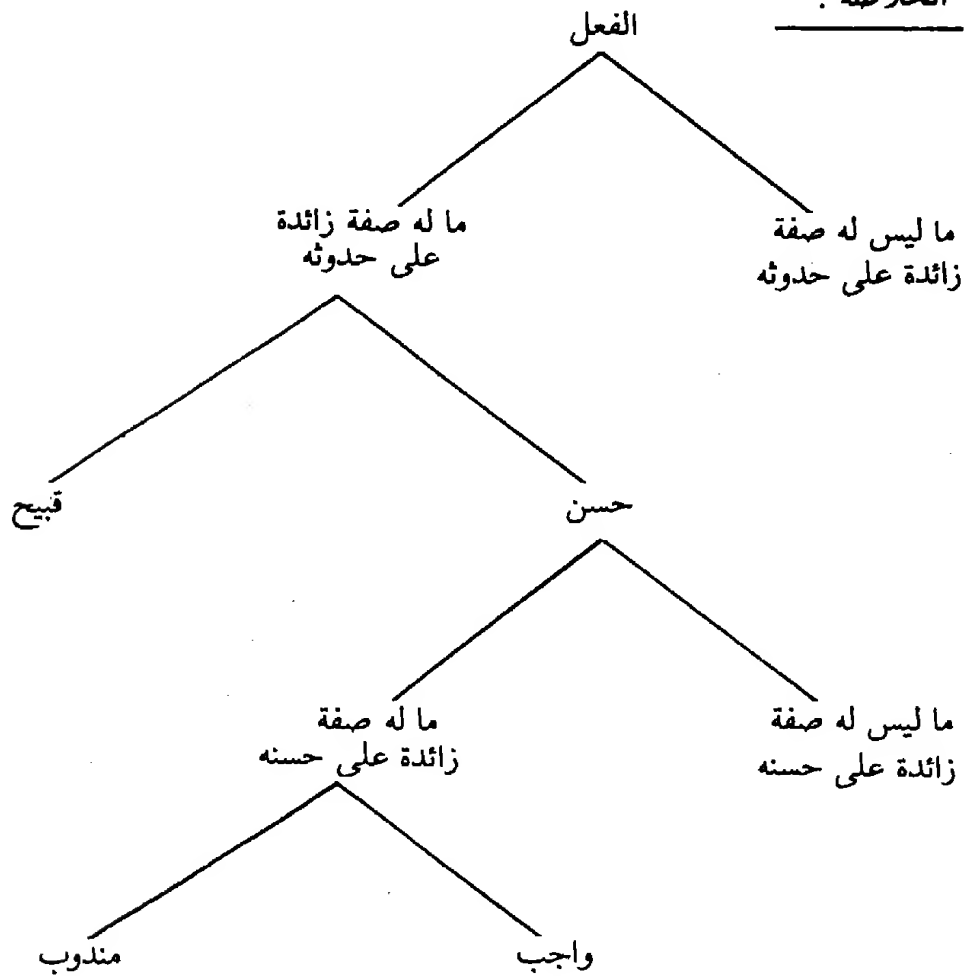 الخلاصة :
الفعل
ما ليس له صفة
زائدة على حدوثه
ما له صفة زائدة
على حدوثه
حسن
قبيح
ما ليس له صفة
زائدة على حسنه
ما له صفة
زائدة على حسنه
واجب
مندوب